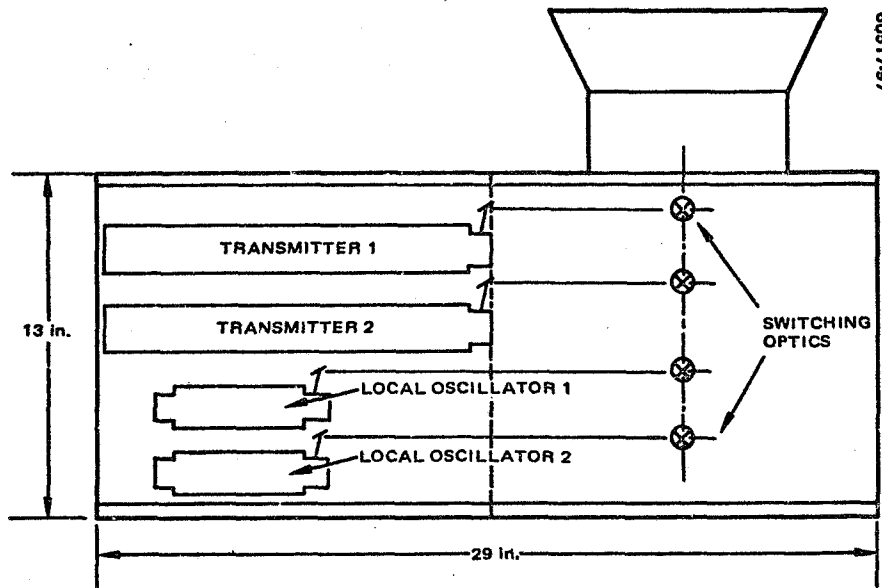 TRANSMITTER 1
TRANSMITTER 2
13 in.
SWITCHING
OPTICS
LOCAL OSCILLATOR 1
LOCAL OSCILLATOR 2
29 in.